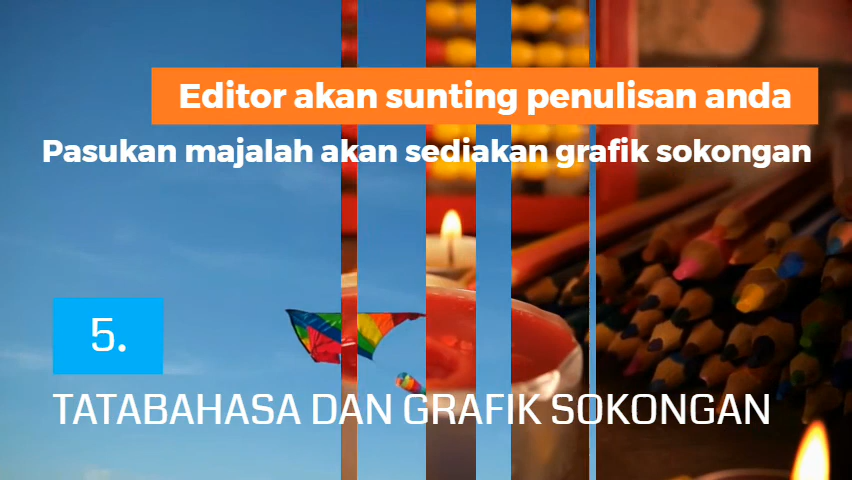 Editor akan sunting penulisan anda
Pasukan majalah akan sediakan grafik sokongan
5.
TATABAHASA DAN GRAFIK SOKONGAN